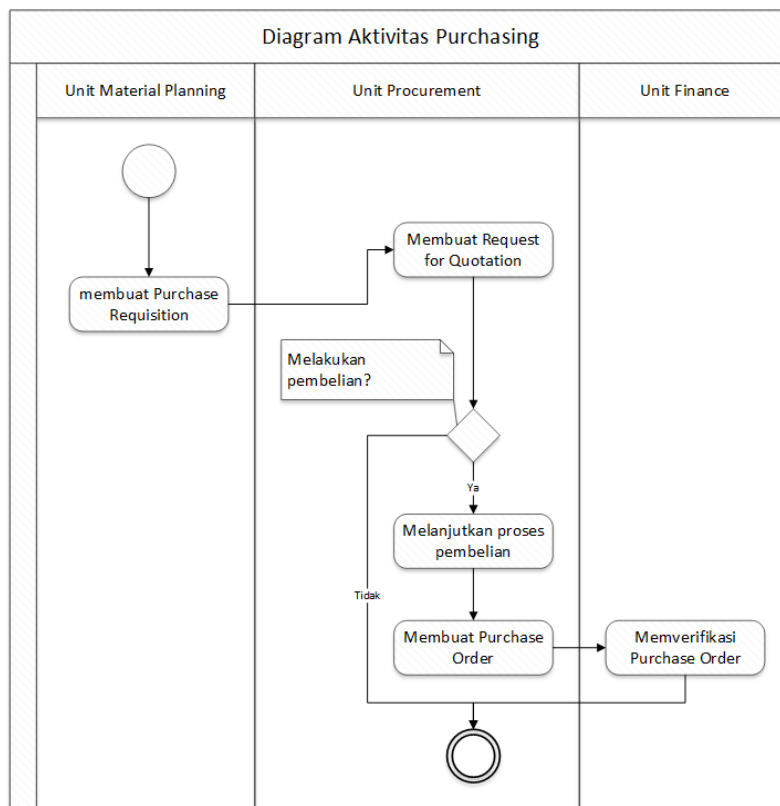 Diagram Aktivitas Purchasing
Unit Material Planning
Unit Procurement
Unit Finance
Membuat Request
for Quotation
membuat Purchase
Requisition
Melakukan
pembelian?
Ya
Melanjutkan proses
pembelian
Tidak
Membuat Purchase
Order
Memverifikasi
Purchase Order